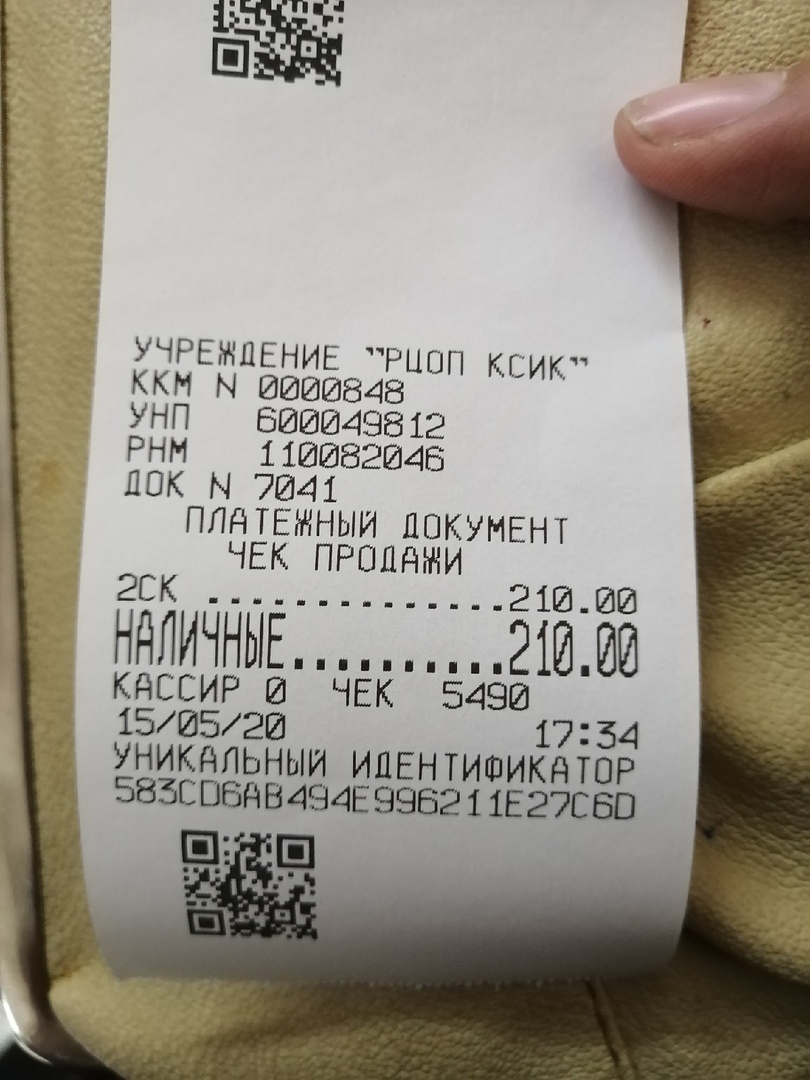 УЧРЕЖДЕНИЕ "РЦОП КСИК"
ККМ N 0000848
УНП 600049812
РНМ 110082046
ДОК N 7041
ПЛАТЕЖНЫЙ ДОКУМЕНТ
ЧЕК ПРОДАЖИ
2СК ..............210.00
НАЛИЧНЫЕ..........210.00
КАССИР 0 ЧЕК 5490
15/05/20 17:34
УНИКАЛЬНЫЙ ИДЕНТИФИКАТОР
583CD6AB494E996211E27C6D